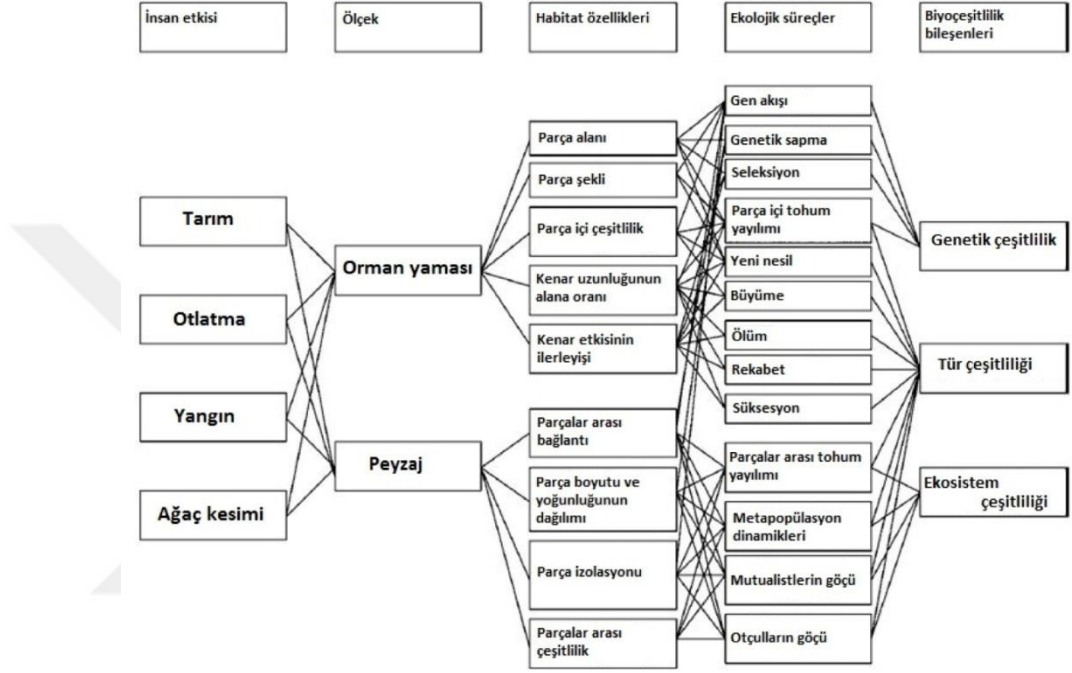 İnsan etkisi
Ölçek
Habitat özellikleri
Ekolojik süreçler
Biyoçeşitlilik
bileşenleri
Tarım
Otlatma
Yangın
Ağaç kesimi
Orman yaması
Peyzaj
Parça alanı
Parça şekli
Parça içi çeşitlilik
Kenar uzunluğunun
alana oranı
Kenar etkisinin
ilerleyişi
Parçalar arası
bağlantı
Parça boyutu ve
yoğunluğunun
dağılımı
Parça izolasyonu
Parçalar arası
çeşitlilik
Gen akışı
Genetik sapma
Seleksiyon
Parça içi tohum
yayılımı
Yeni nesil
Büyüme
Ölüm
Rekabet
Süksesyon
Parçalar arası tohum
yayılımı
Metapopülasyon
dinamikleri
Mutualistlerin göçü
Otçulların göçü
Genetik çeşitlilik
Tür çeşitliliği
Ekosistem
çeşitliliği